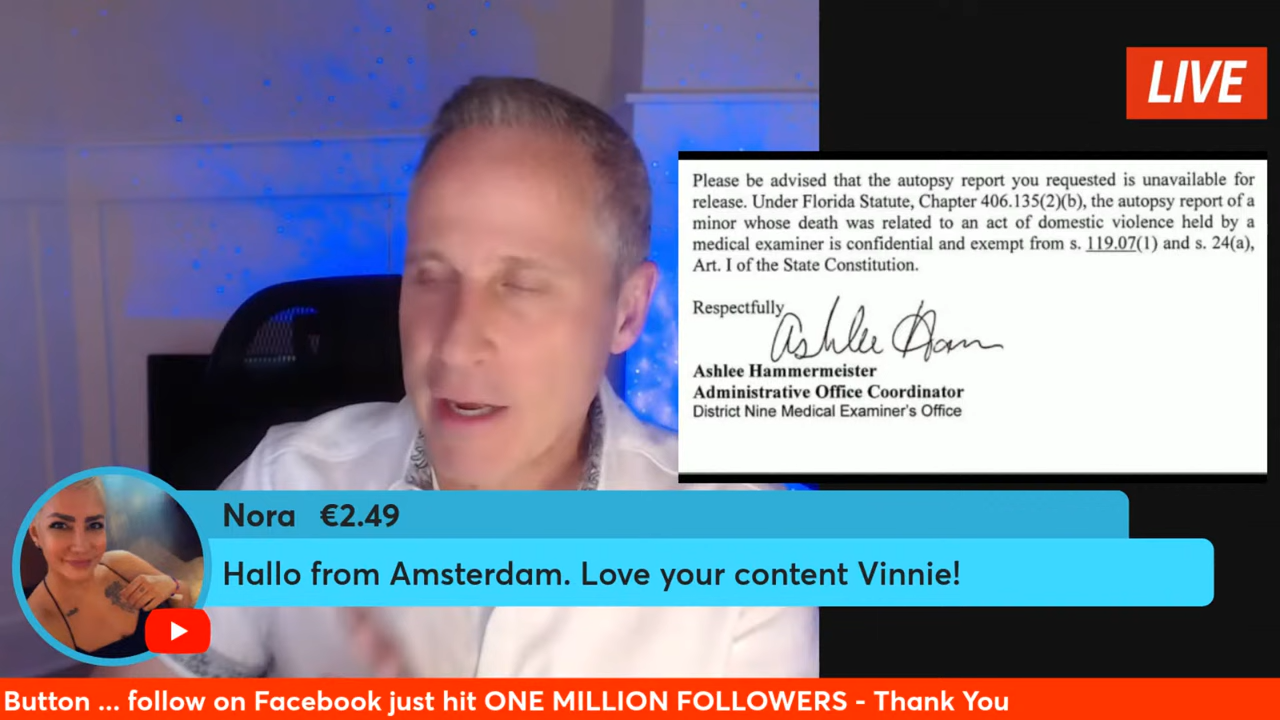 LIVE
Please be advised that the autopsy report you requested is unavailable for
release. Under Florida Statute, Chapter 406.135(2)(b), the autopsy report of a
minor whose death was related to an act of domestic violence held by a
medical examiner is confidential and exempt from s. 119.07(1) and s. 24(a),
Art. I of the State Constitution.
Respectfully
Ashlee Hammermeister
Administrative Office Coordinator
District Nine Medical Examiner's Office
Nora €2.49
Hallo from Amsterdam. Love your content Vinnie!
Button ... follow on Facebook just hit ONE MILLION FOLLOWERS - Thank You